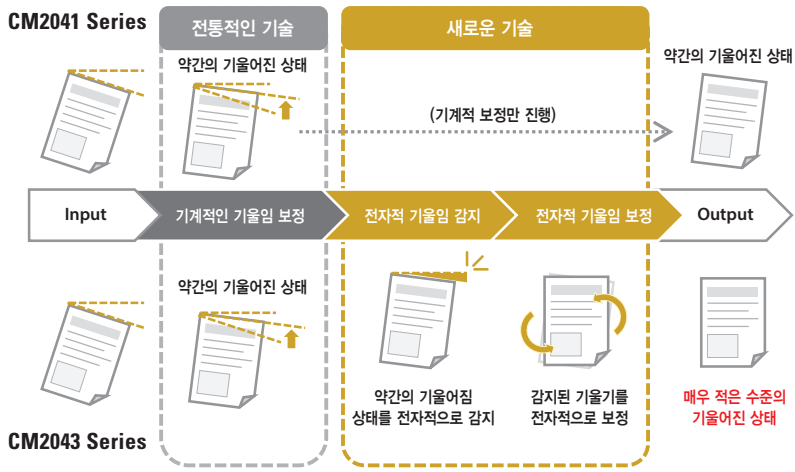 CM2041 Series
전통적인 기술
새로운 기술
약간의 기울어진 상태
약간의 기울어진 상태
(기계적 보정만 진행)
Input
기계적인 기울임 보정
전자적 기울임 감지
전자적 기울임 보정
Output
약간의 기울어진 상태
약간의 기울어짐
상태를 전자적으로 감지
감지된 기울기를
전자적으로 보정
매우 적은 수준의
기울어진 상태
CM2043 Series